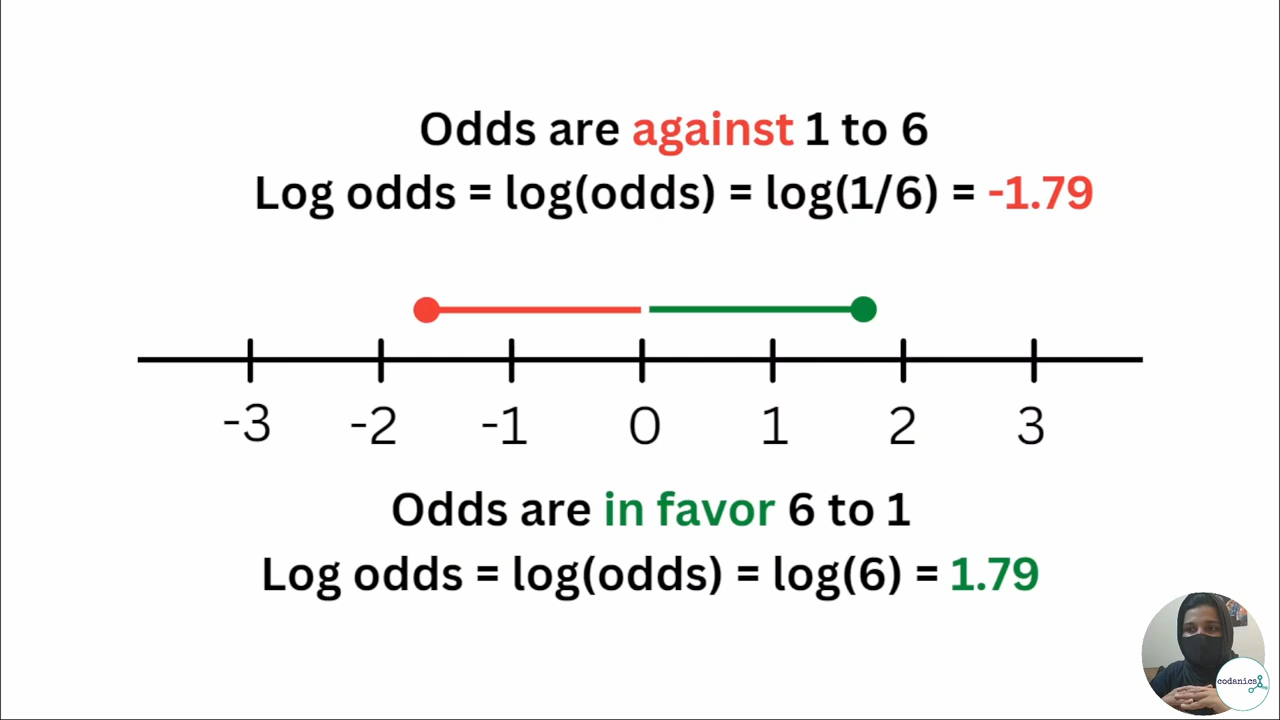 Odds are against 1 to 6
Log odds = log(odds) = log(1/6) = -1.79
-3 -2 -1 0 1 2 3
Odds are in favor 6 to 1
Log odds = log(odds) = log(6) = 1.79
codanics